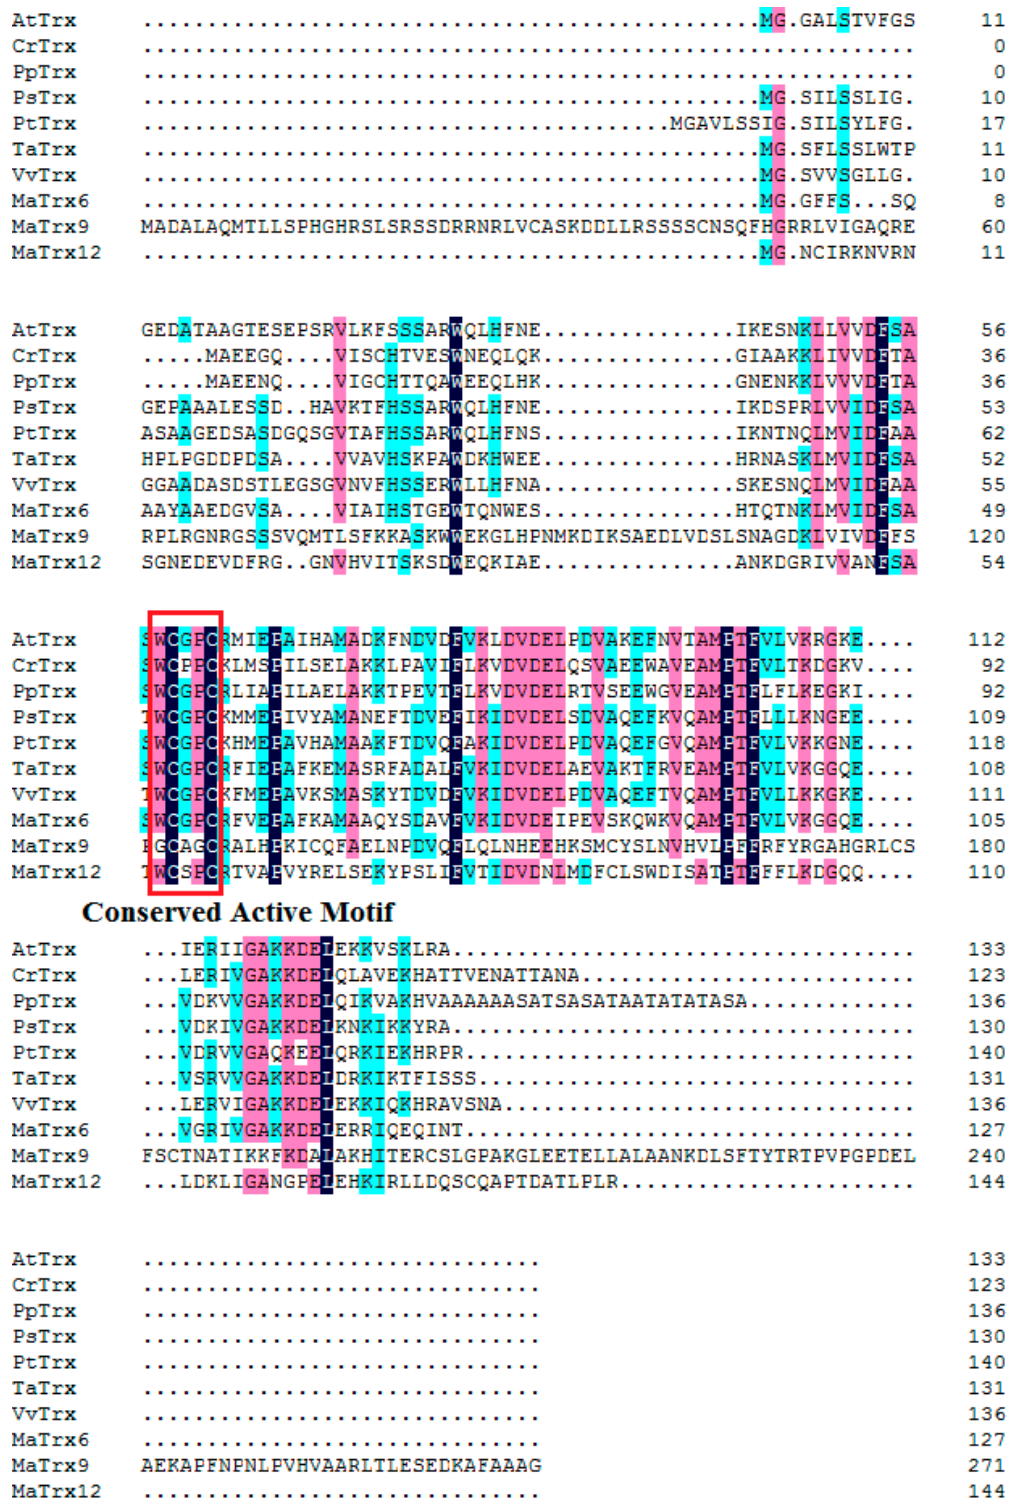 AtTrx ................................................MG.GALSTVFGS 11
CrTrx ............................................................ 0
PpTrx ............................................................ 0
PsTrx ................................................MG.SILSSLIG. 10
PtTrx .........................................MGAVLSSIG.SILSYLFG. 17
TaTrx ................................................MG.SFLSSLWTP 11
VvTrx ................................................MG.SVVSGLLG. 10
MaTrx6 ................................................MG.GFFS...SQ 8
MaTrx9 MADALAQMTLLSPHGHRSLSRSSDRRNRLVCASKDDLLRSSSSCNSQFHGRRLVIGAQRE 60
MaTrx12 ................................................MG.NCIRKNVRN 11
AtTrx GEDATAAGTESEPSRVLKFSSSARWQLHFNE...............IKESNKLLVVDFSA 56
CrTrx .....MAEEGQ....VISCHTVESWNEQLQK...............GIAAKKLIVVDFTA 36
PpTrx .....MAEENQ....VIGCHTTQAWEEQLHK...............GNENKKLVVVDFTA 36
PsTrx GEPAAALESSD..HAVKTFHSSARWQLHFNE...............IKDSPRLVVIDFSA 53
PtTrx ASAAGEDSASDGQSGVTAFHSSARWQLHFNS...............IKNTNQLMVIDFAA 62
TaTrx HPLPGDDPDSA....VVAVHSKPAWDKHWEE...............HRNASKLMVIDFSA 52
VvTrx GGAADASDSTLEGSGVNVFHSSERWLLHFNA...............SKESNQLMVIDFAA 55
MaTrx6 AAYAAEDGVSA....VIAIHSTGEWTQNWES...............HTQTNKLMVIDFSA 49
MaTrx9 RPLRGNRGSSSVQMTLSFKKASKWWEKGLHPNMKDIKSAEDLVDSLSNAGDKLVIVDFFS 120
MaTrx12 SGNEDEVDFRG..GNVHVITSKSDWEQKIAE...............ANKDGRIVVANFSA 54
AtTrx SWCGPCRMIEPAIHAMADKFNDVDFVKLDVDELPDVAKEFNVTAMPTFVLVKRGKE.... 112
CrTrx SWCPPCKLMSPILSELAKKLPAVIFLKVDVDELQSVAEEWAVEAMPTFVLTKDGKV.... 92
PpTrx SWCGPCRLIAPILAELAKKTPEVTFLKVDVDELRTVSEEWGVEAMPTFLFLKEGKI.... 92
PsTrx TWCGPCKMMEPIVYAMANEFTDVEFIKIDVDELSDVAQEFKVQAMPTFLLLKNGEE.... 109
PtTrx SWCGPCKHMEPAVHAMAAKFTDVQFAKIDVDELPDVAQEFGVQAMPTFVLVKKGNE.... 118
TaTrx SWCGPCRFIEPAFKEMASRFADALFVKIDVDELAEVAKTFRVEAMPTFVLVKGGQE.... 108
VvTrx TWCGPCKFMEPAVKSMASKYTDVDFVKIDVDELPDVAQEFTVQAMPTFVLLKKGKE.... 111
MaTrx6 SWCGPCRFVEPAFKAMAAQYSDAVFVKIDVDEIPEVSKQWKVQAMPTFVLVKGGQE.... 105
MaTrx9 PGCAGCRALHPKICQFAELNPDVQFLQLNHEEHKSMCYSLNVHVLPFFRFYRGAHGRLCS 180
MaTrx12 TWCSPCRTVAPVYRELSEKYPSLIFVTIDVDNLMDFCLSWDISATPTFFFLKDGQQ.... 110
Conserved Active Motif
AtTrx ...IERIIGAKKDELEKKVSKLRA.................................... 133
CrTrx ...LERIVGAKKDELQLAVEKHATTVENATTANA.......................... 123
PpTrx ...VDKVVGAKKDELQIKVAKHVAAAAAASATSASATAATATATASA............. 136
PsTrx ...VDKIVGAKKDELKNKIKKYRA.................................... 130
PtTrx ...VDRVVGAQKEELQRKIEKHRPR................................... 140
TaTrx ...VSRVVGAKKDELDRKIKTFISSS.................................. 131
VvTrx ...LERVIGAKKDELEKKIQKHRAVSNA................................ 136
MaTrx6 ...VGRIVGAKKDELERRIQEQINT................................... 127
MaTrx9 FSCTNATIKKFKDALAKHITERCSLGPAKGLEETELLALAANKDLSFTYTRTPVPGPDEL 240
MaTrx12 ...LDKLIGANGPELEHKIRLLDQSCQAPTDATLPLR....................... 144
AtTrx ............................... 133
CrTrx ............................... 123
PpTrx ............................... 136
PsTrx ............................... 130
PtTrx ............................... 140
TaTrx ............................... 131
VvTrx ............................... 136
MaTrx6 ............................... 127
MaTrx9 AEKAPFNPNLPVHVAARLTLESEDKAFAAAG 271
MaTrx12 ............................... 144